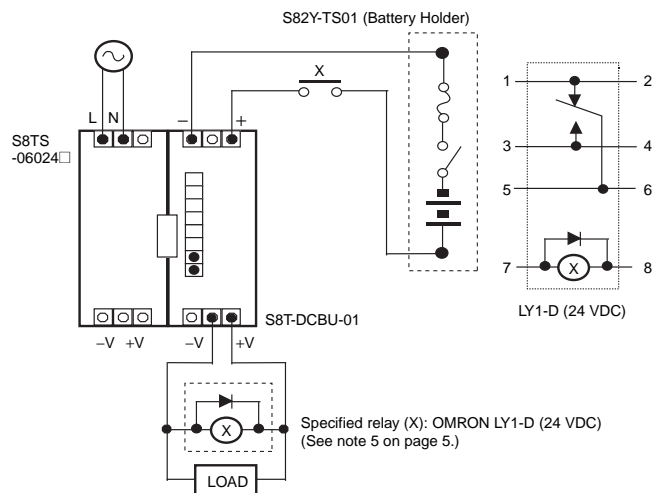 S82Y-TS01 (Battery Holder)
X
1
2
L N
−
+
S8TS
-06024□
3
4
5
6
7
X
8
LY1-D (24 VDC)
S8T-DCBU-01
−V +V
−V
+V
X
Specified relay (X): OMRON LY1-D (24 VDC)
(See note 5 on page 5.)
LOAD